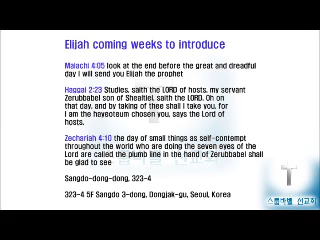 Elijah coming weeks to introduce
Malachi 4:05 look at the end before the great and dreadful
day I will send you Elijah the prophet
Haggai 2:23 Studies, saith the LORD of hosts, my servant
Zerubbabel son of Shealtiel, saith the LORD, Oh on
that day, and by taking of thee shall I take you, for
I am the hayeoteum chosen you, says the Lord of
hosts.
Zechariah 4:10 the day of small things as self-contempt
throughout the world who are doing the seven eyes of the
Lord are called the plumb line in the hand of Zerubbabel shall
be glad to see
Sangdo-dong-dong, 323-4
323-4 5F Sangdo 3-dong, Dongjak-gu, Seoul, Korea
스룹바벨 선교회